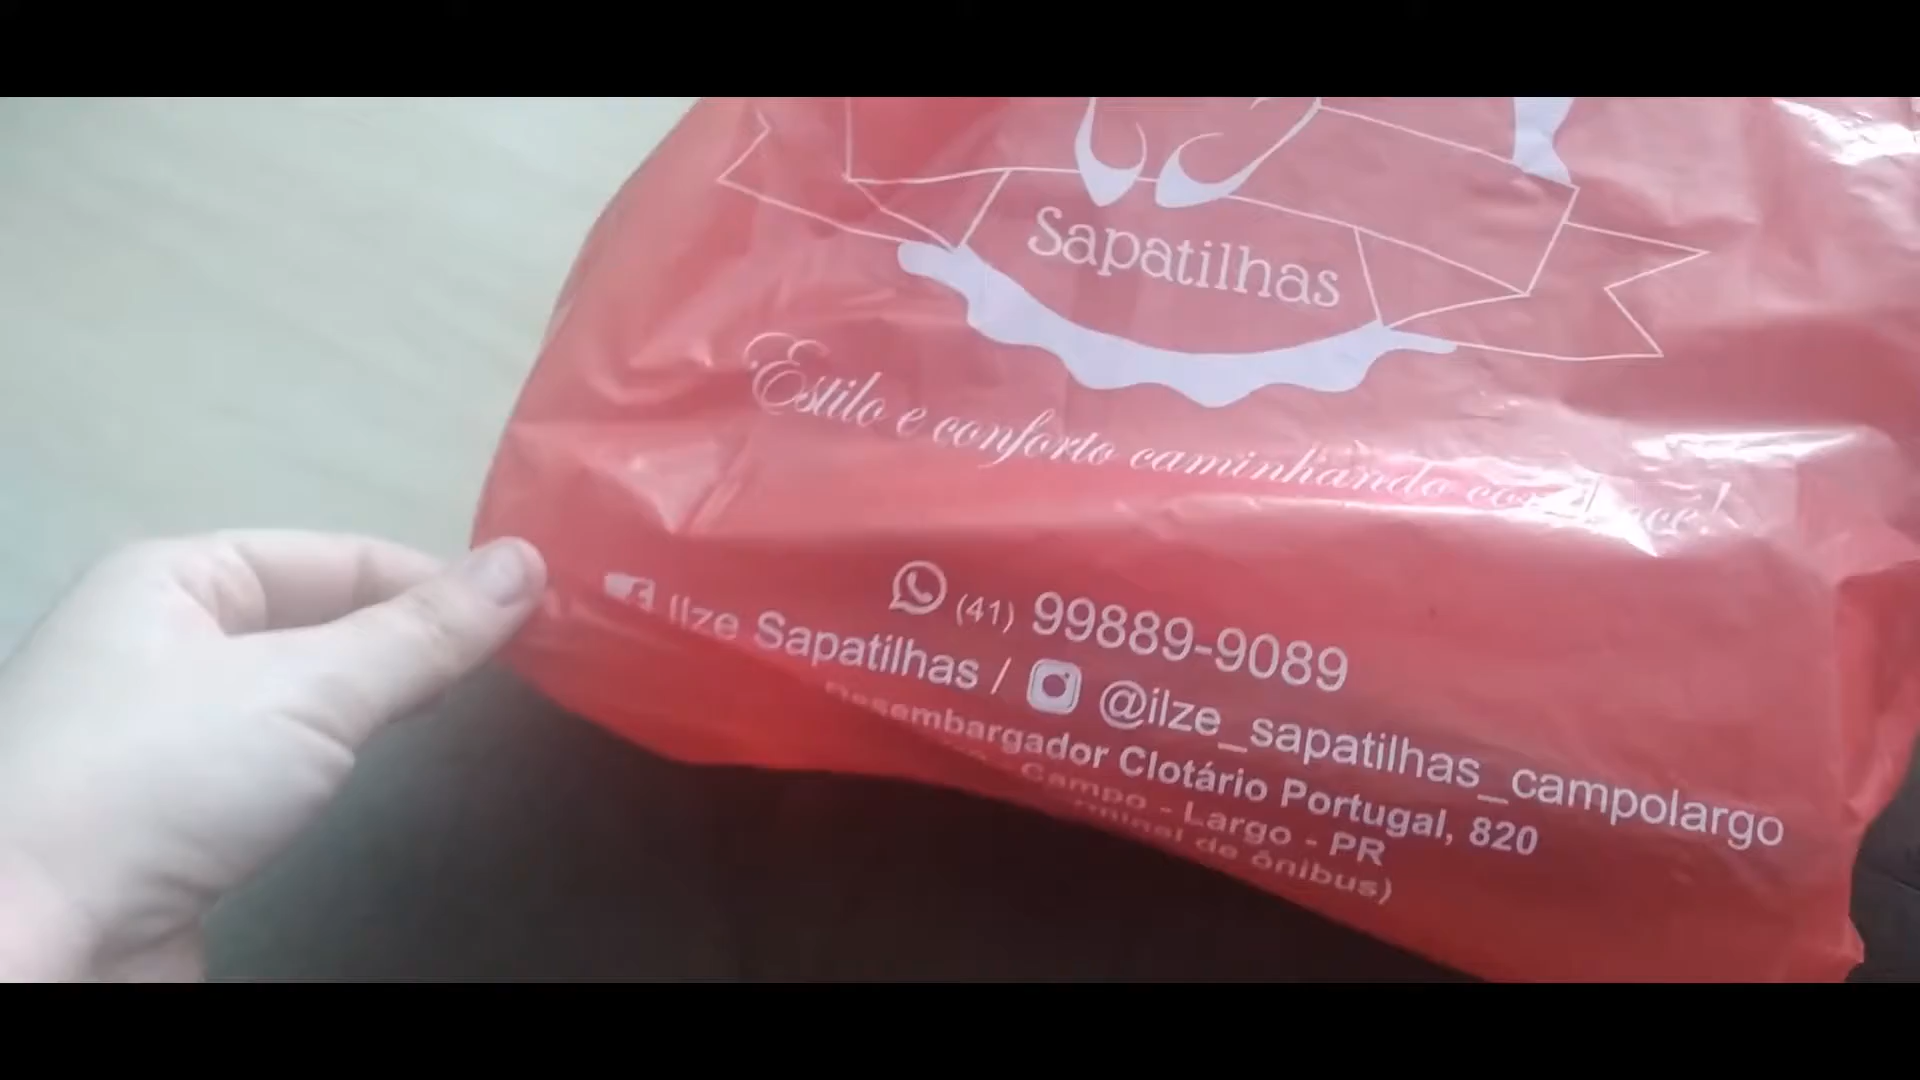 Sapatilhas
Estilo e conforto caminhando
(41) 99889-9089
Ilze Sapatilhas / @ilze_sapatilhas_campolargo
Desembargador Clotário Portugal, 820
Campo - Largo - PR
de ônibus)